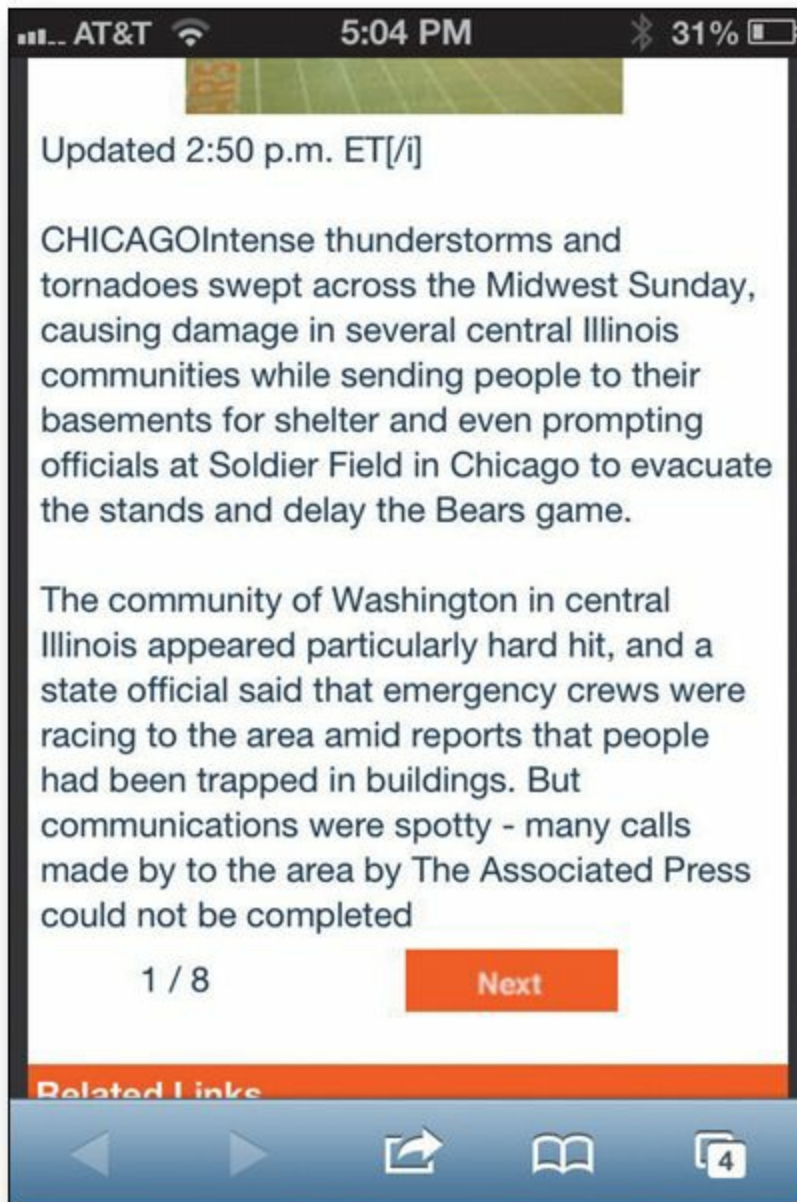 AT&T 5:04 PM 31%
ARS
Updated 2:50 p.m. ET[/i]
CHICAGOIntense thunderstorms and
tornadoes swept across the Midwest Sunday,
causing damage in several central Illinois
communities while sending people to their
basements for shelter and even prompting
officials at Soldier Field in Chicago to evacuate
the stands and delay the Bears game.
The community of Washington in central
Illinois appeared particularly hard hit, and a
state official said that emergency crews were
racing to the area amid reports that people
had been trapped in buildings. But
communications were spotty - many calls
made by to the area by The Associated Press
could not be completed
1 / 8 Next
Related Links
4